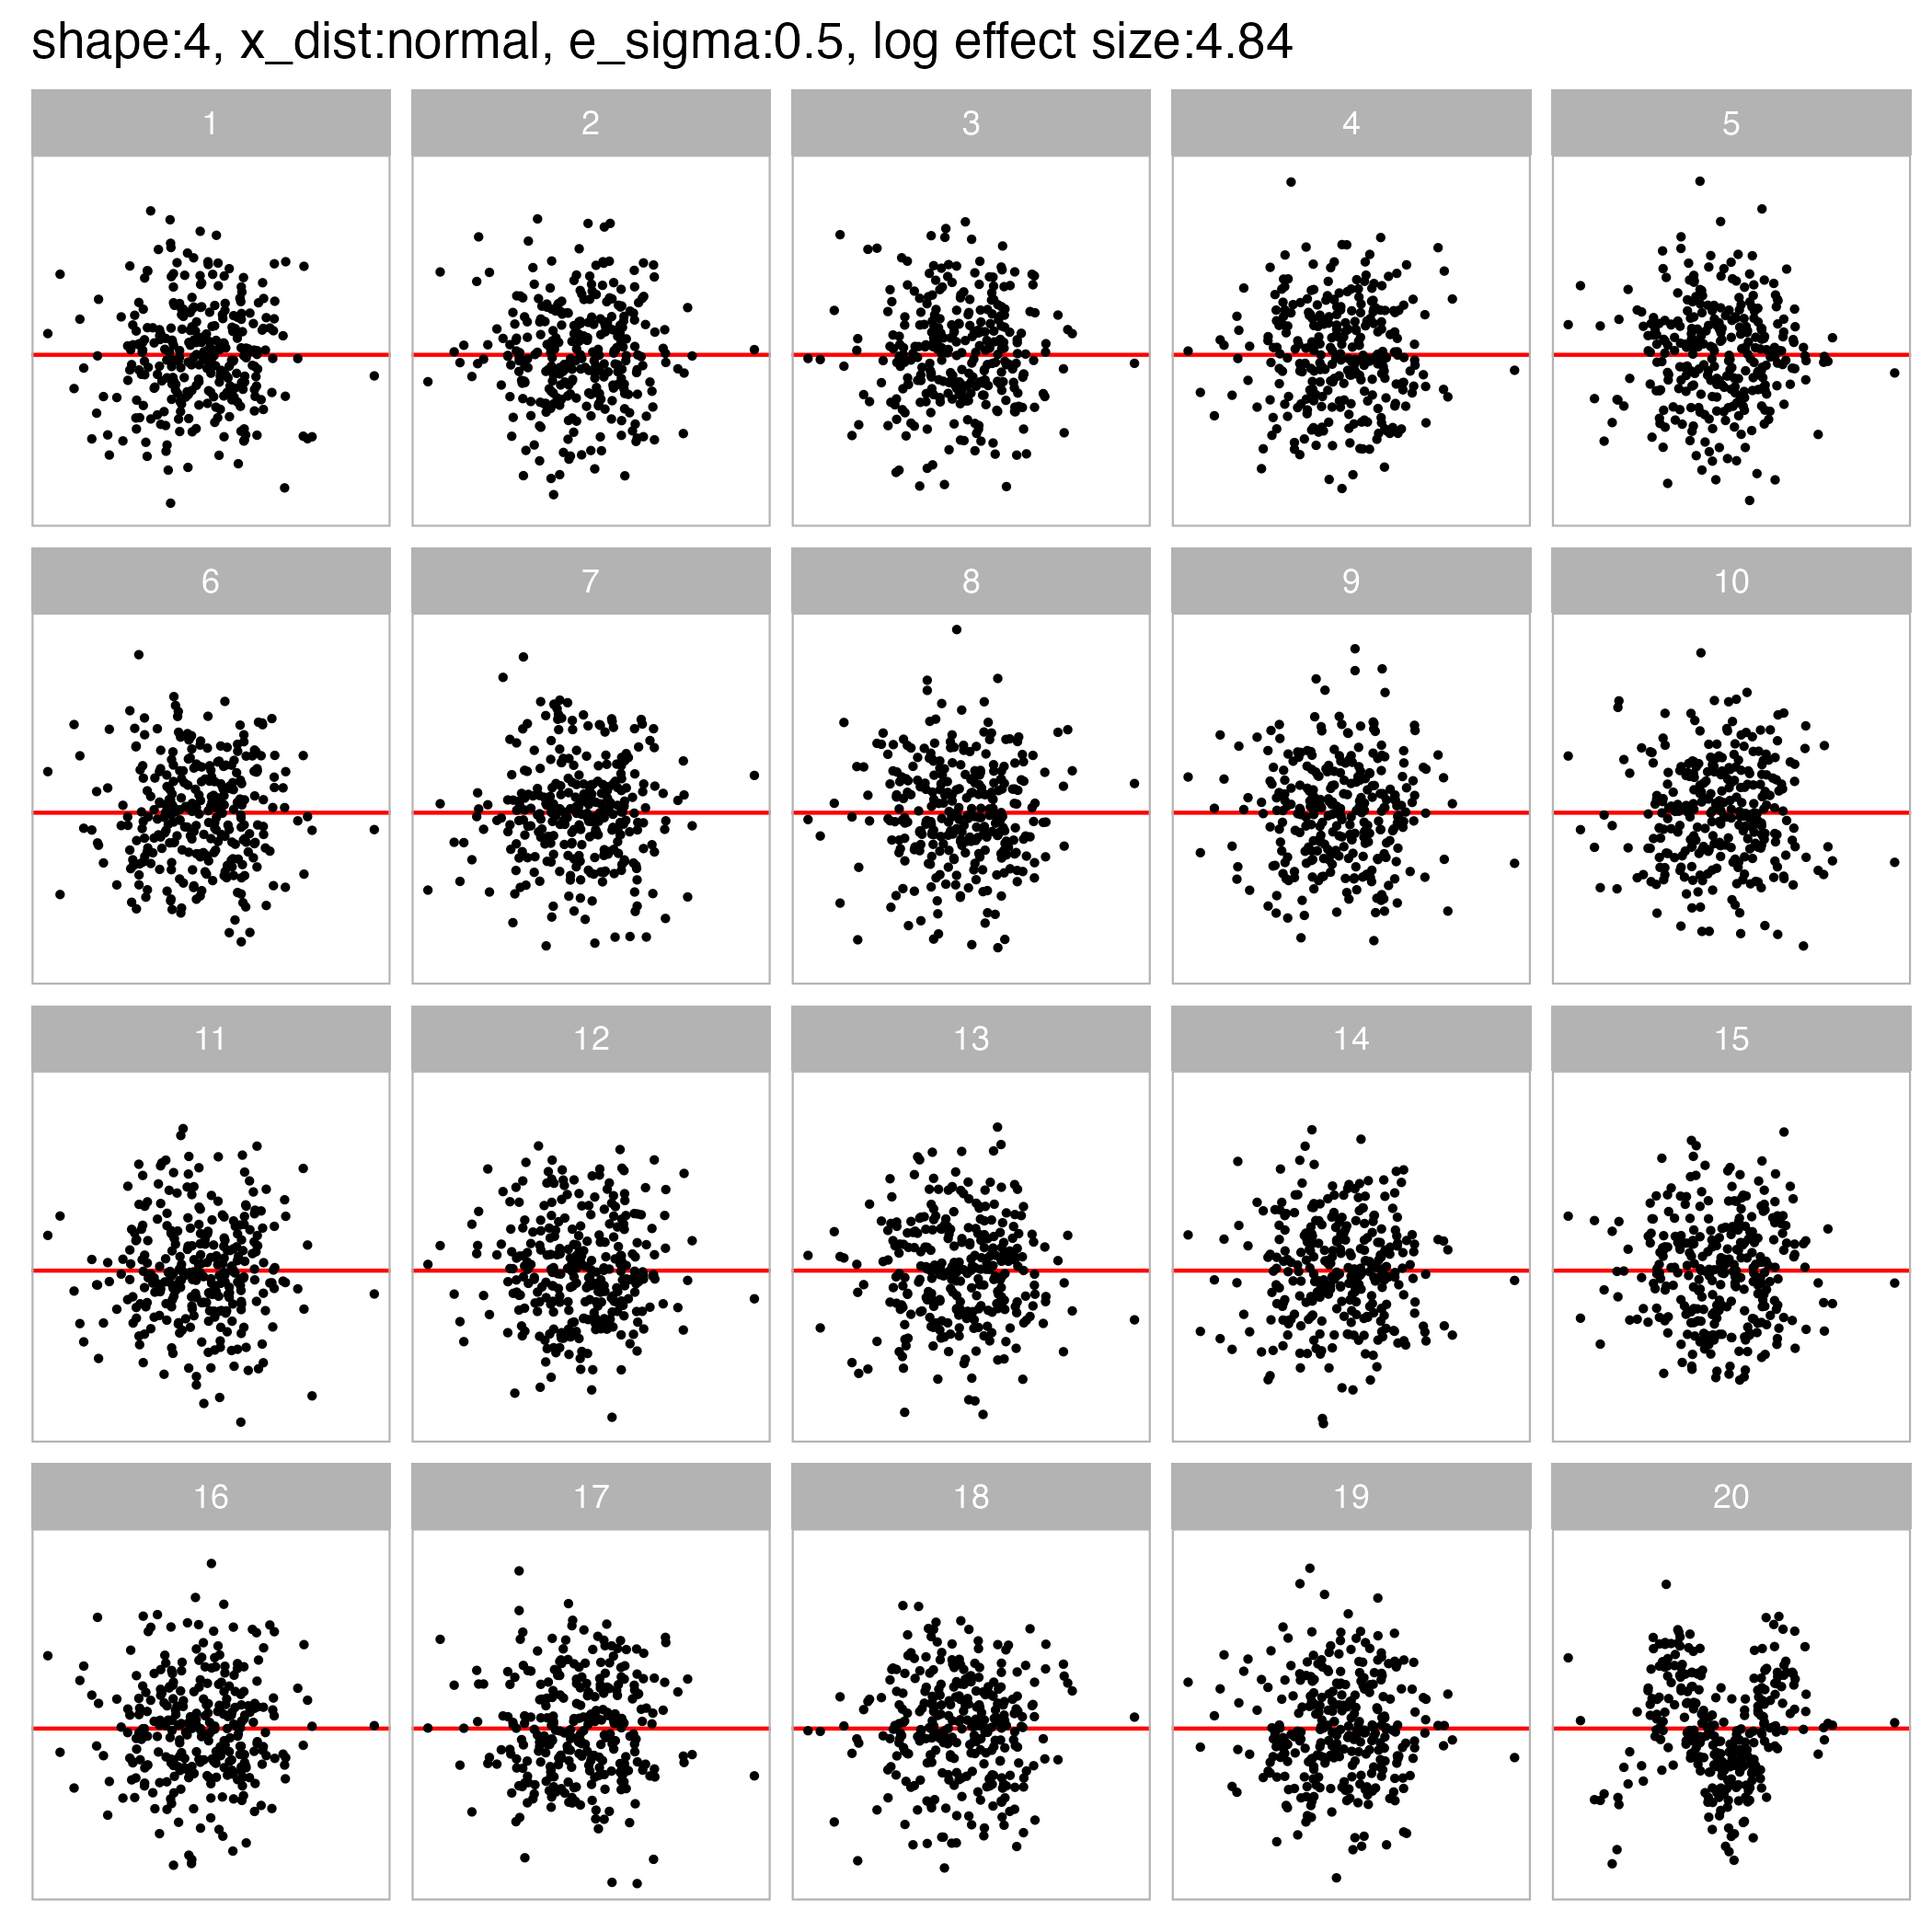 shape:4, x_dist:normal, e_sigma:0.5, log effect size:4.84
1 2 3 4 5
6 7 8 9 10
11 12 13 14 15
16 17 18 19 20